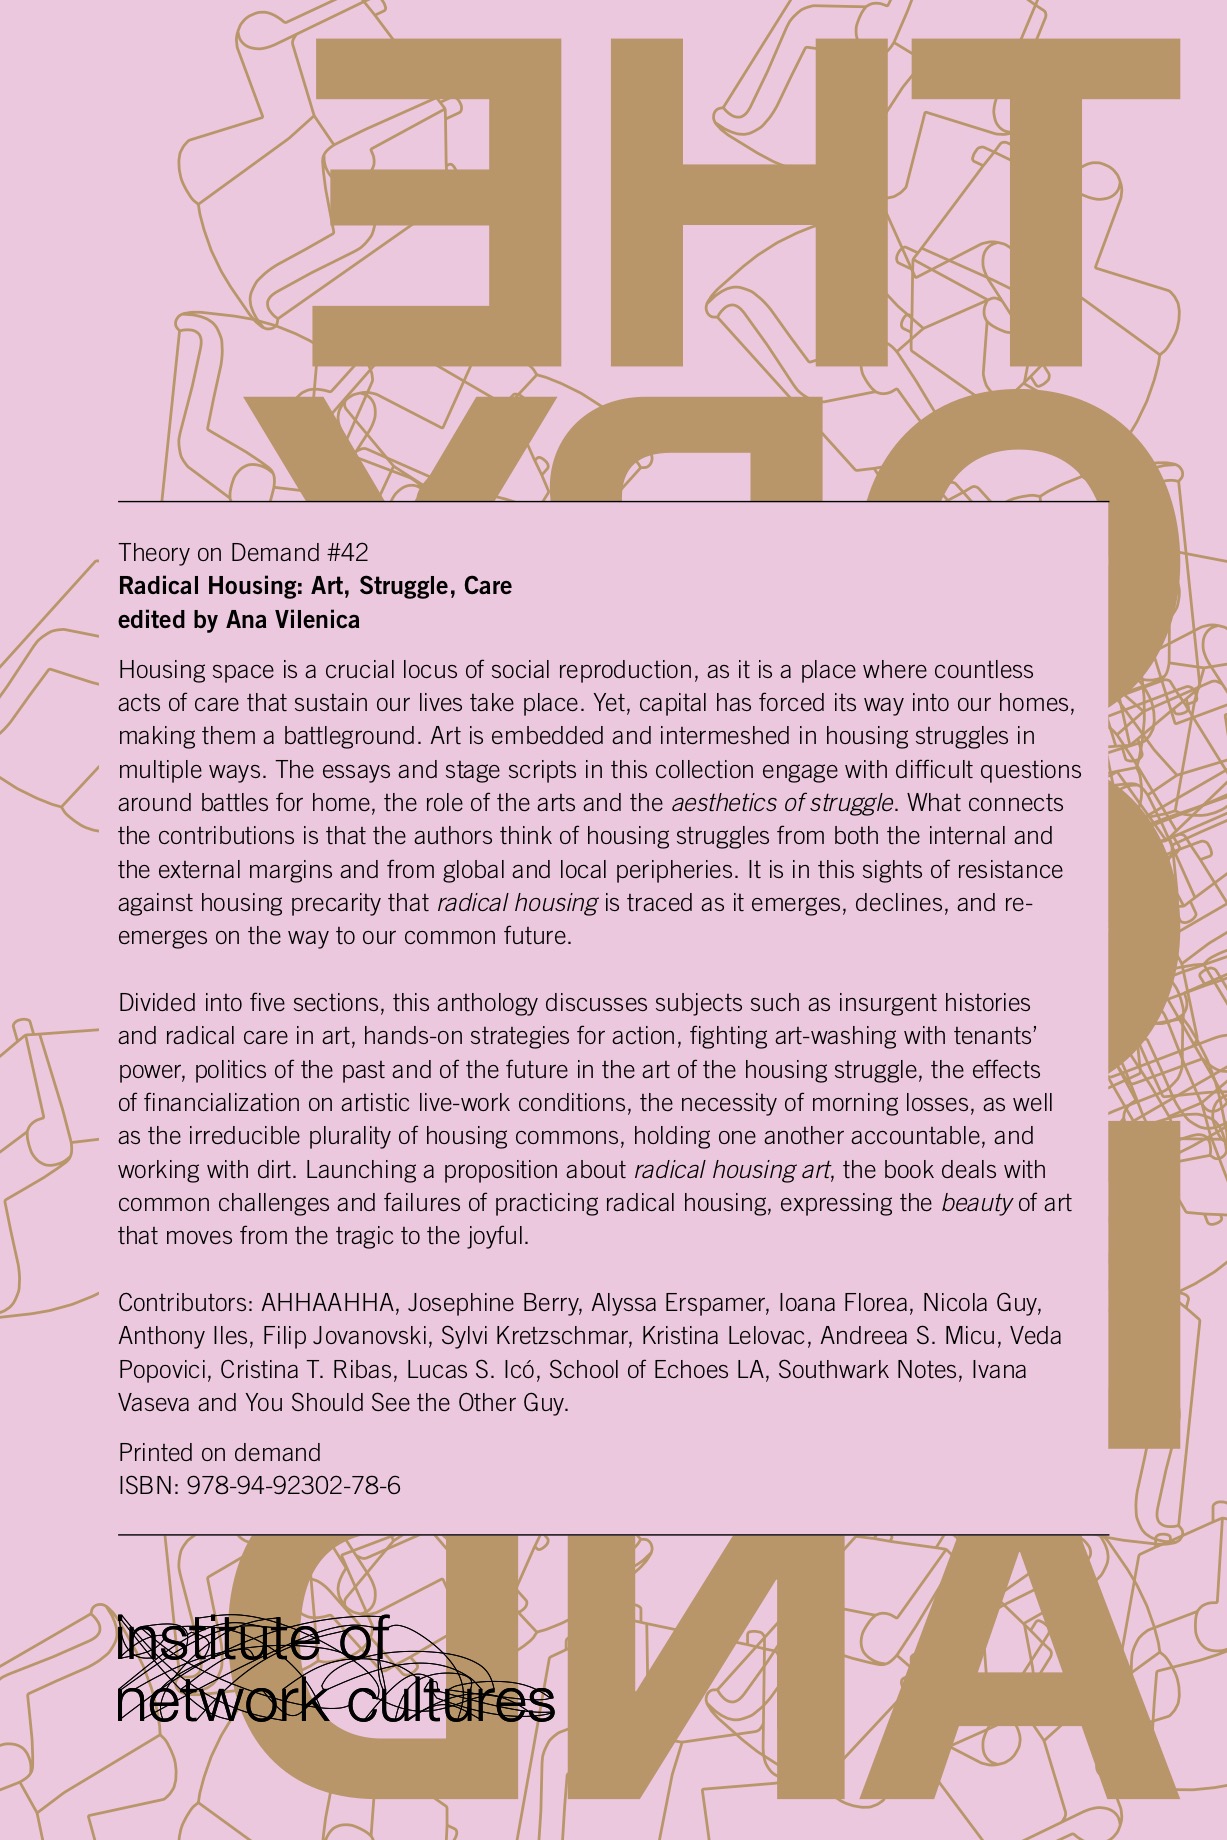 THE
ORY
Theory on Demand #42
Radical Housing: Art, Struggle, Care
edited by Ana Vilenica
Housing space is a crucial locus of social reproduction, as it is a place where countless
acts of care that sustain our lives take place. Yet, capital has forced its way into our homes,
making them a battleground. Art is embedded and intermeshed in housing struggles in
multiple ways. The essays and stage scripts in this collection engage with difficult questions
around battles for home, the role of the arts and the aesthetics of struggle. What connects
the contributions is that the authors think of housing struggles from both the internal and
the external margins and from global and local peripheries. It is in this sights of resistance
against housing precarity that radical housing is traced as it emerges, declines, and re-
emerges on the way to our common future.
Divided into five sections, this anthology discusses subjects such as insurgent histories
and radical care in art, hands-on strategies for action, fighting art-washing with tenants’
power, politics of the past and of the future in the art of the housing struggle, the effects
of financialization on artistic live-work conditions, the necessity of morning losses, as well
as the irreducible plurality of housing commons, holding one another accountable, and
working with dirt. Launching a proposition about radical housing art, the book deals with
common challenges and failures of practicing radical housing, expressing the beauty of art
that moves from the tragic to the joyful.
Contributors: AHHAAHHA, Josephine Berry, Alyssa Erspamer, Ioana Florea, Nicola Guy,
Anthony Iles, Filip Jovanovski, Sylvi Kretzschmar, Kristina Lelovac, Andreea S. Micu, Veda
Popovici, Cristina T. Ribas, Lucas S. Icó, School of Echoes LA, Southwark Notes, Ivana
Vaseva and You Should See the Other Guy.
Printed on demand
ISBN: 978-94-92302-78-6
AND
institute of
network cultures